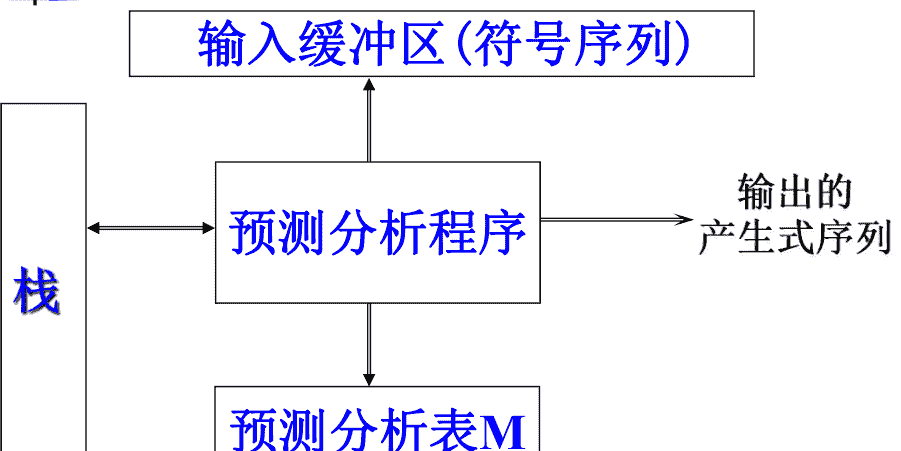 输入缓冲区(符号序列)
预测分析程序
输出的
产生式序列
栈
预测分析表M